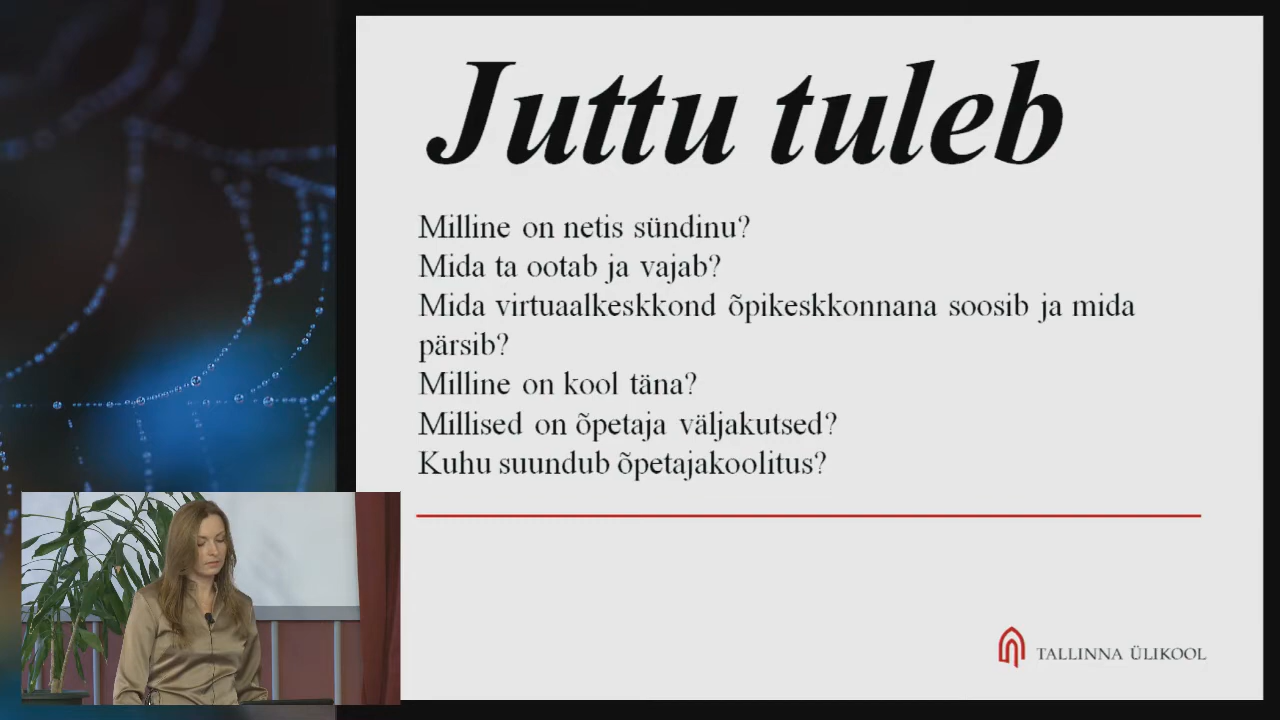 Juttu tuleb
Milline on netis sündinu?
Mida ta ootab ja vajab?
Mida virtuaalkeskkond õpikeskkonnana soosib ja mida
pärsib?
Milline on kool täna?
Millised on õpetaja väljakutsed?
Kuhu suundub õpetajakoolitus?
TALLINNA ÜLIKOOL